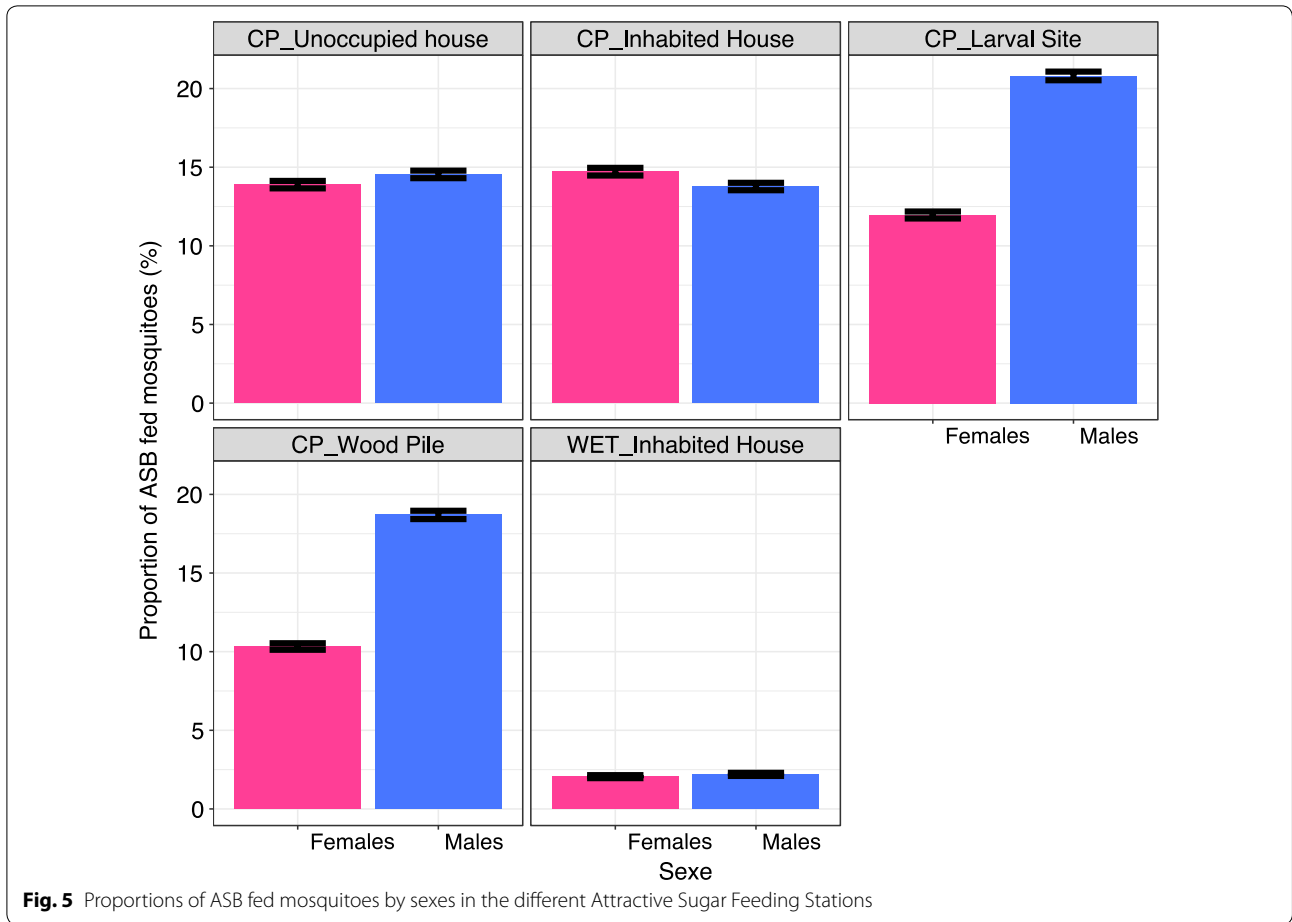 CP_Unoccupied house
CP_Inhabited House
CP_Larval Site
20
15
10
5
0
Females
Males
CP_Wood Pile
WET_Inhabited House
20
15
10
5
0
Females
Males
Females
Males
Proportion of ASB fed mosquitoes (%)
Sexe
Fig. 5 Proportions of ASB fed mosquitoes by sexes in the different Attractive Sugar Feeding Stations